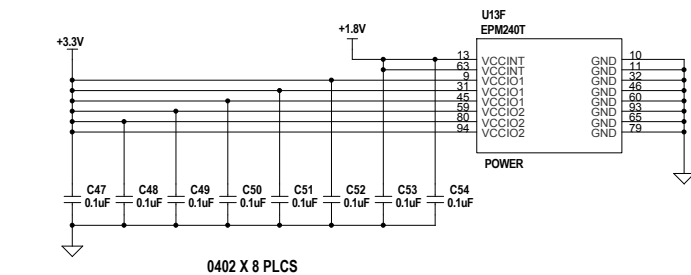 U13F
EPM240T
+1.8V
+3.3V
13 VCCINT GND 10
63 VCCINT GND 11
9 VCCIO1 GND 32
31 VCCIO1 GND 46
45 VCCIO1 GND 60
59 VCCIO2 GND 93
80 VCCIO2 GND 65
94 VCCIO2 GND 79
POWER
C47 C48 C49 C50 C51 C52 C53 C54
0.1uF 0.1uF 0.1uF 0.1uF 0.1uF 0.1uF 0.1uF 0.1uF
0402 X 8 PLCS